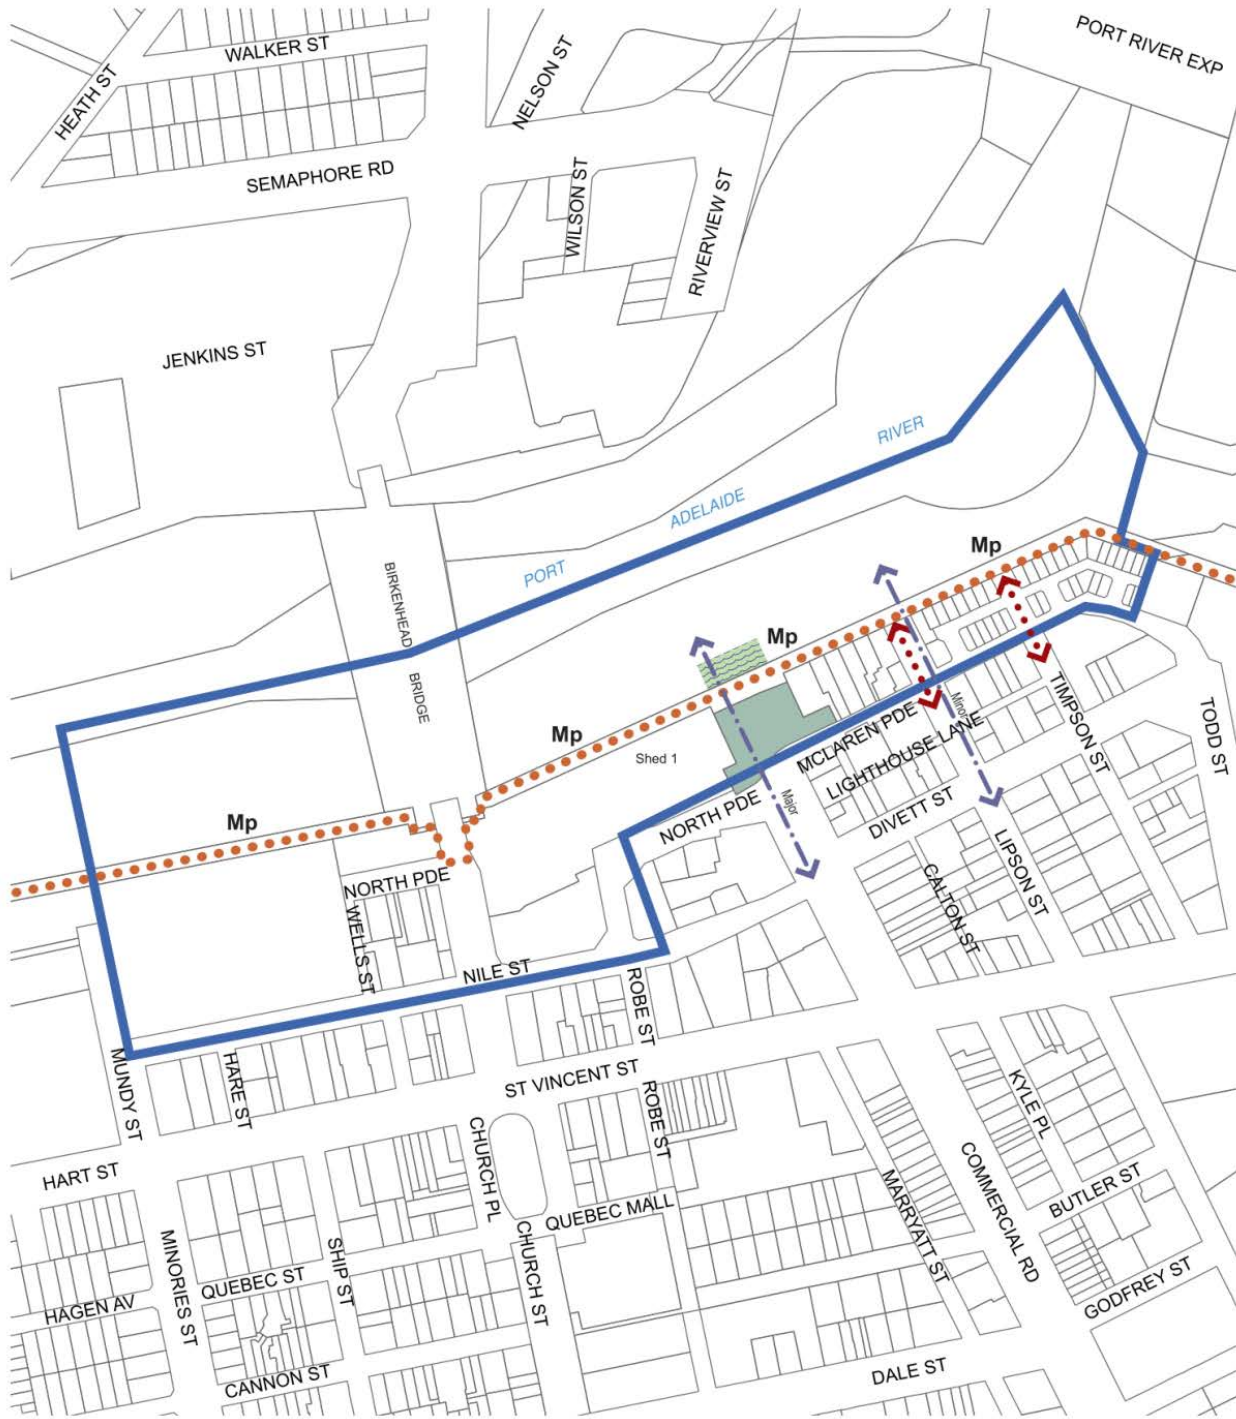 WALKER ST
PORT RIVER EXP
HEATH ST
NELSON ST
SEMAPHORE RD
WILSON ST
RIVERVIEW ST
JENKINS ST
RIVER
ADELAIDE
PORT
BIRKENHEAD
BRIDGE
Mp
Mp
Mp
Mp
Shed 1
MCLAREN PDE
LIGHTHOUSE LANE
Minor
TIMPSON ST
TODD ST
Major
NORTH PDE
DIVETT ST
NORTH PDE
WELLS ST
CALTON ST
LIPSON ST
NILE ST
ROBE ST
MUNDY ST
HARE ST
ST VINCENT ST
ROBE ST
KYLE PL
HART ST
CHURCH PL
COMMERCIAL RD
MARRYATT ST
BUTLER ST
QUEBEC MALL
MINORIES ST
SHIP ST
CHURCH ST
QUEBEC ST
HAGEN AV
GODFREY ST
CANNON ST
DALE ST